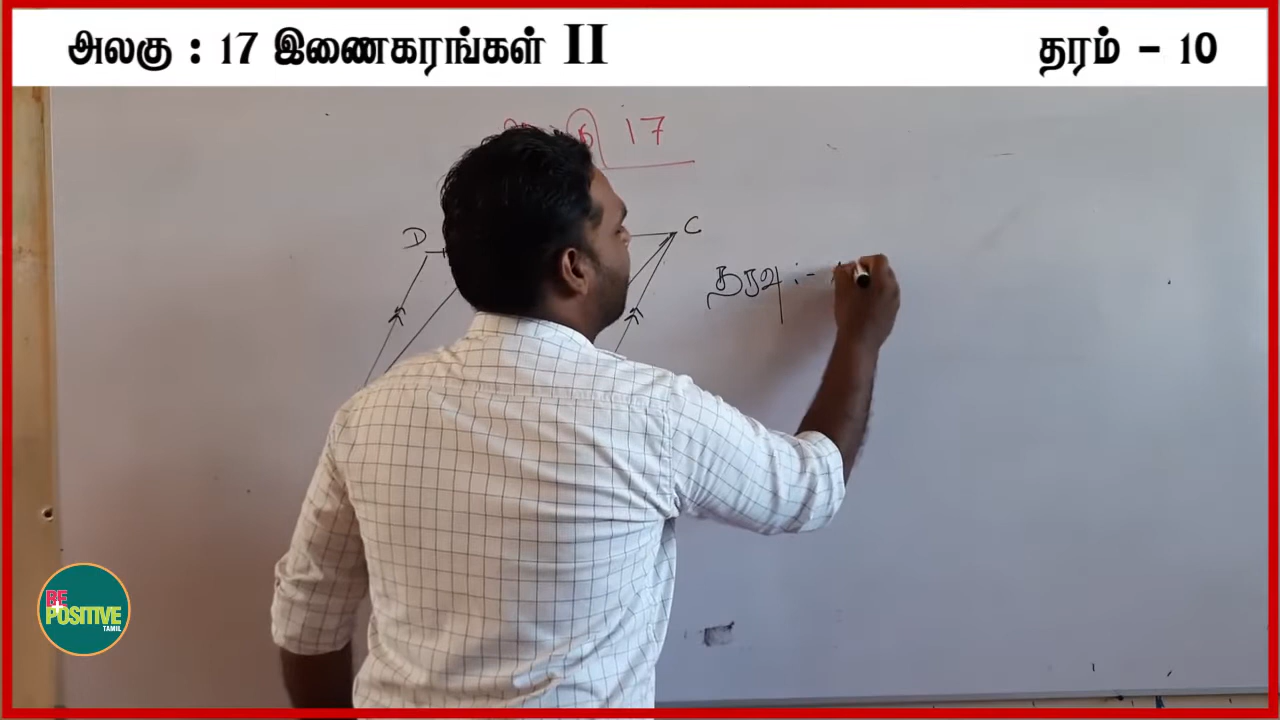 அலகு : 17 இணைகரங்கள் II
தரம் - 10
17
D
C
தரவு :-
BE
POSITIVE
TAMIL